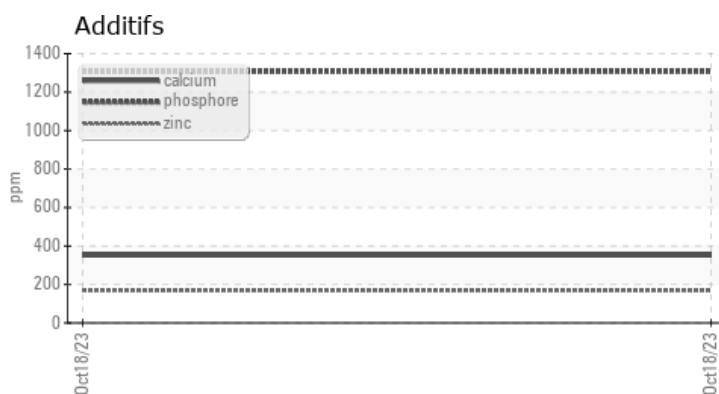 Additifs
1400
1200
1000
800
600
400
200
0
ppm
calcium
phosphore
zinc
Oct18/23
Oct18/23